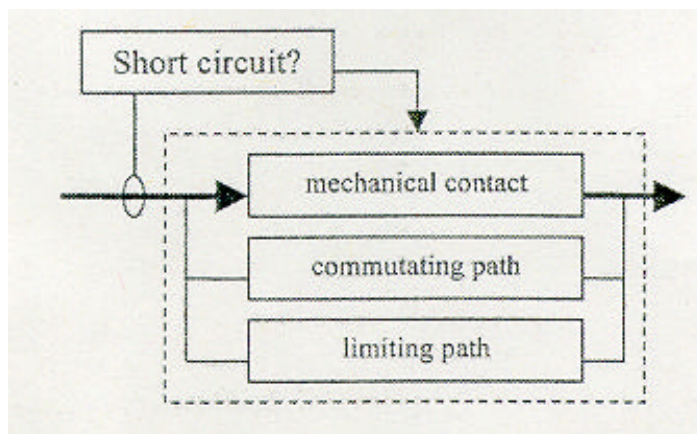 Short circuit?
mechanical contact
commutating path
limiting path